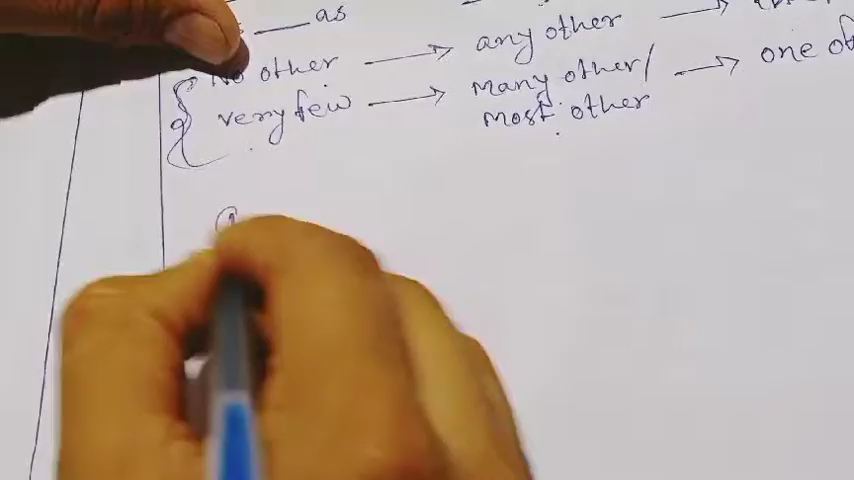 as
No other → any other →
very few → many other/ → one of
most other